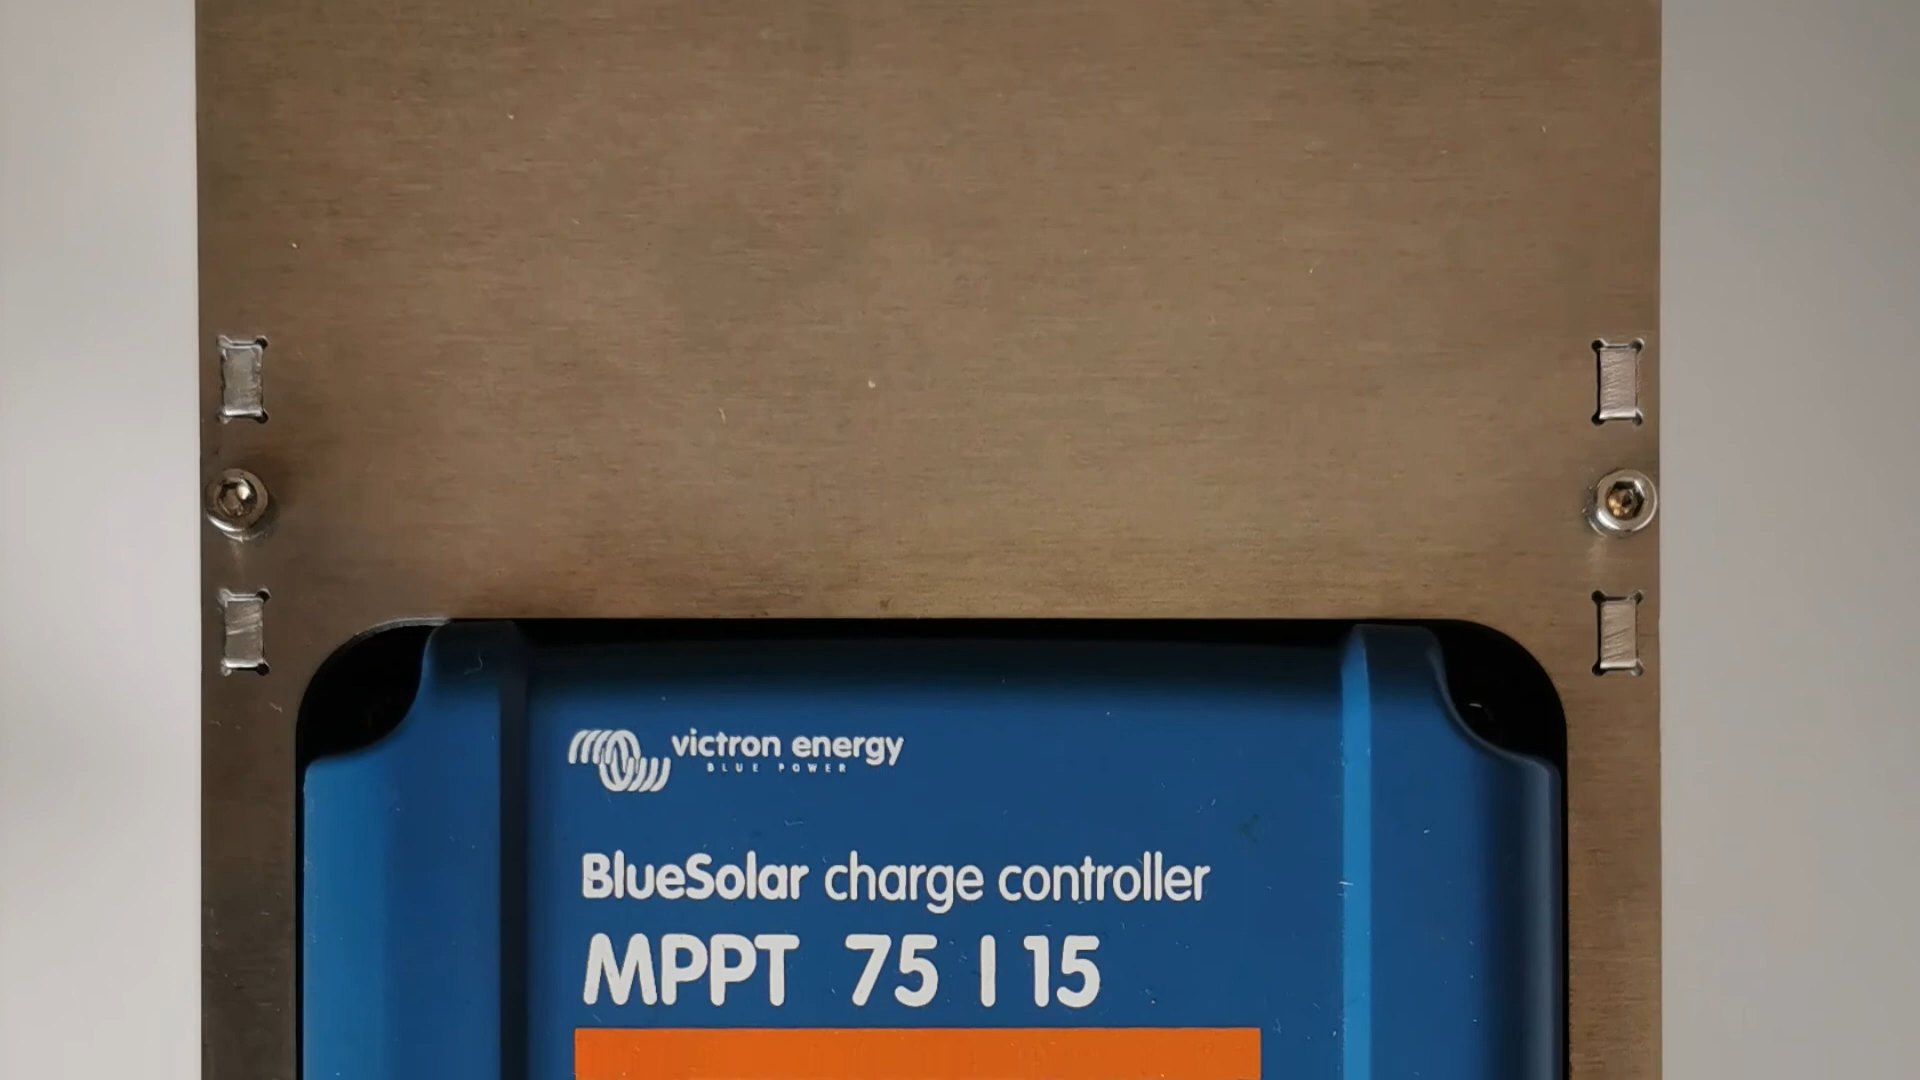 victron energy
BLUE POWER
BlueSolar charge controller
MPPT 75 | 15